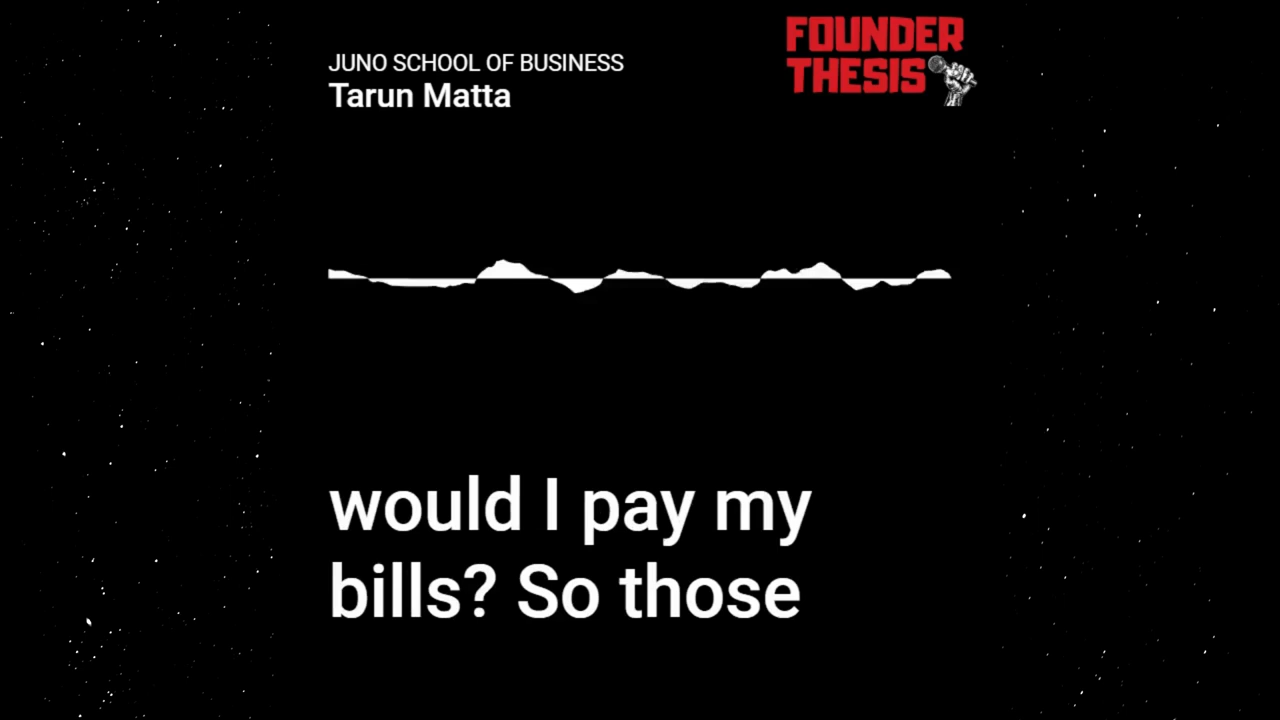 JUNO SCHOOL OF BUSINESS
Tarun Matta
FOUNDER
THESIS
would I pay my
bills? So those